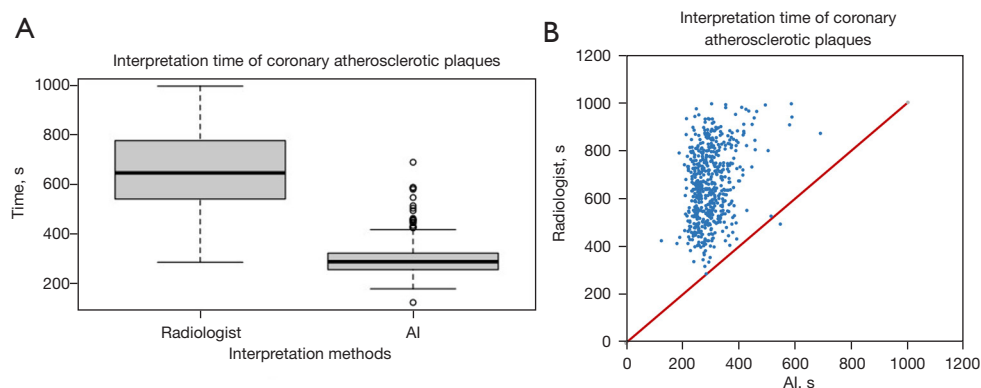 A
Interpretation time of coronary atherosclerotic plaques
1000
800
600
400
200
Time, s
Radiologist
AI
Interpretation methods
B
Interpretation time of coronary
atherosclerotic plaques
1200
1000
800
600
400
200
0
Radiologist, s
0
200
400
600
800
1000
1200
AI, s